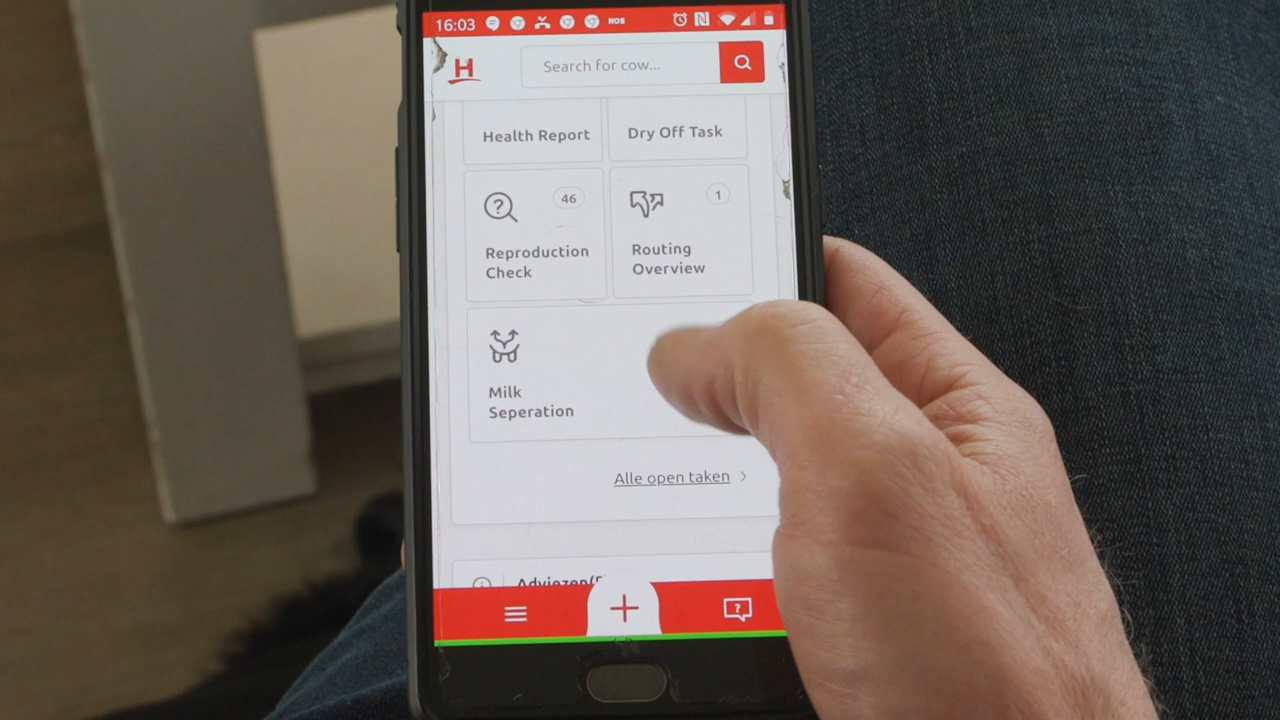 16:03
NOS
H
Search for cow...
Health Report
Dry Off Task
46
1
Reproduction
Check
Routing
Overview
Milk
Seperation
Alle open taken